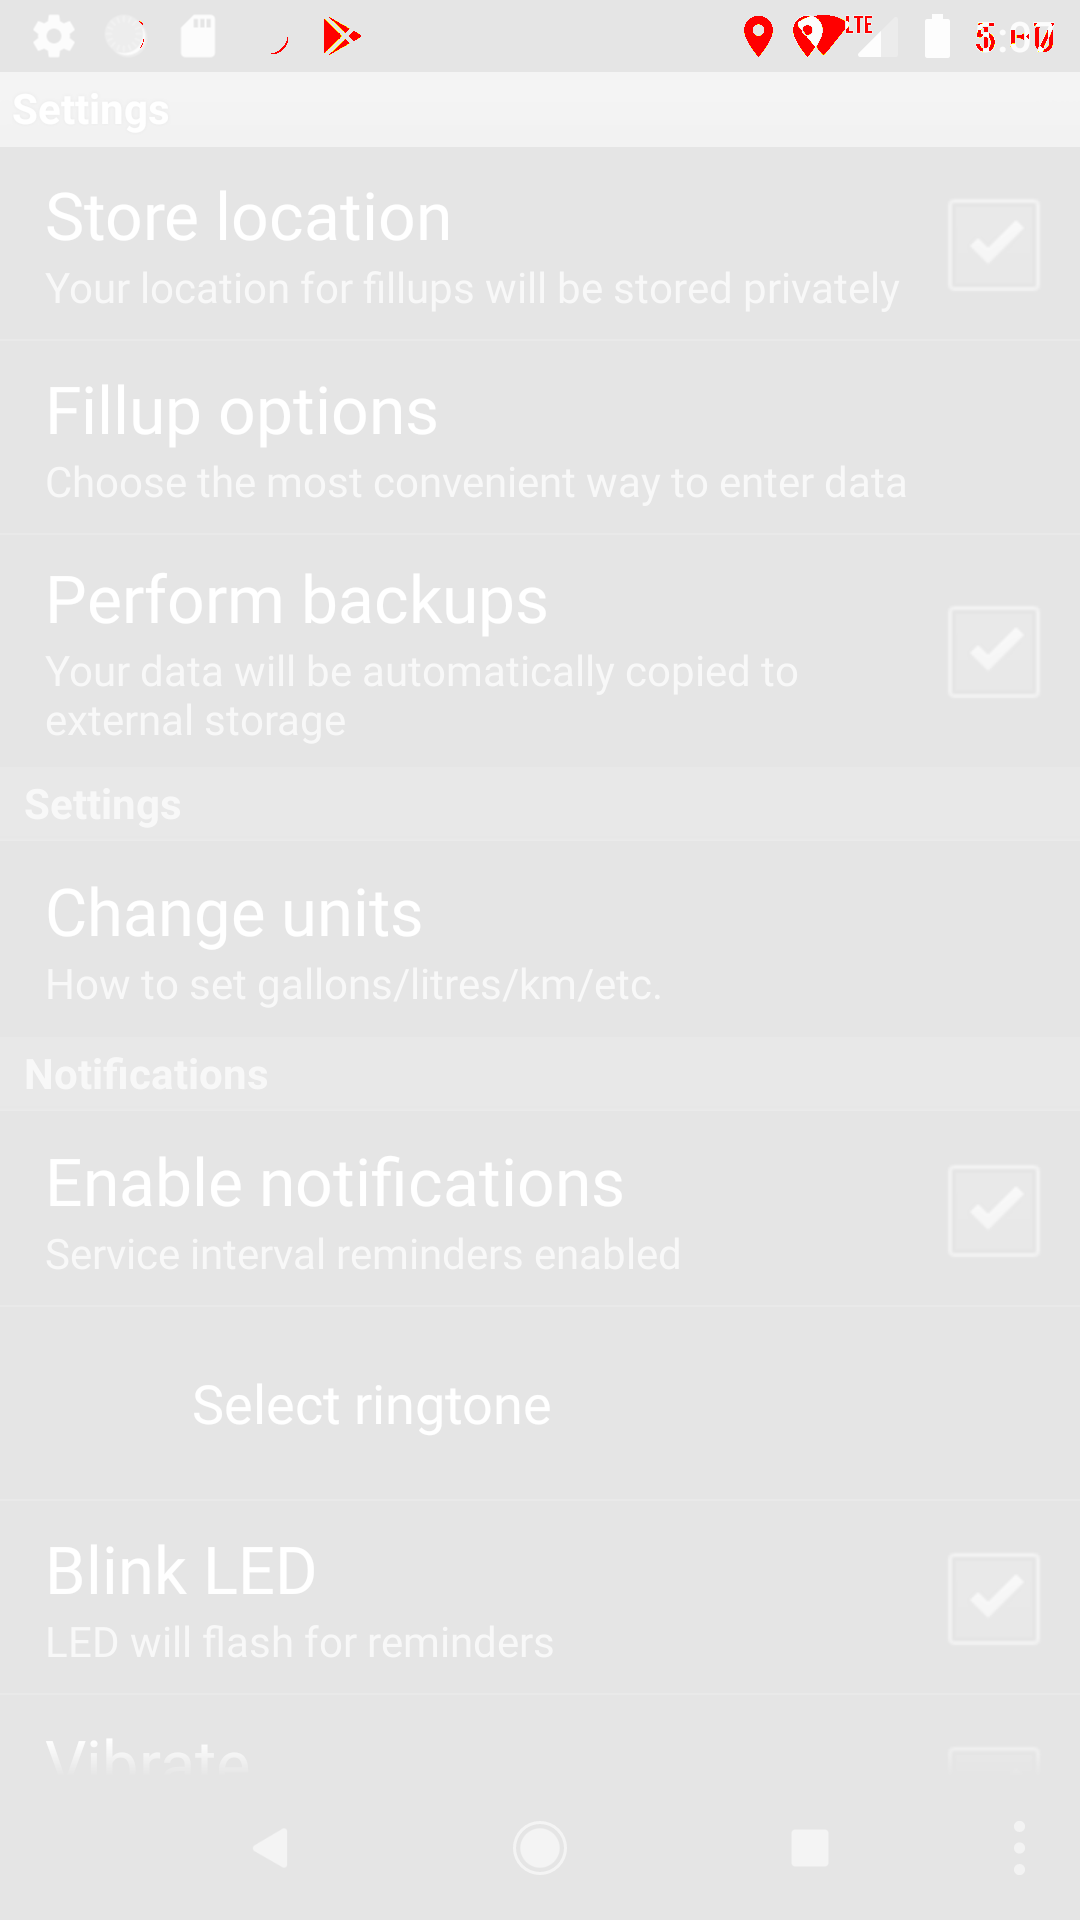 LTE
Settings
Store location
Your location for fillups will be stored privately
Fillup options
Choose the most convenient way to enter data
Perform backups
Your data will be automatically copied to
external storage
Settings
Change units
How to set gallons/litres/km/etc.
Notifications
Enable notifications
Service interval reminders enabled
Select ringtone
Blink LED
LED will flash for reminders
Vibrate